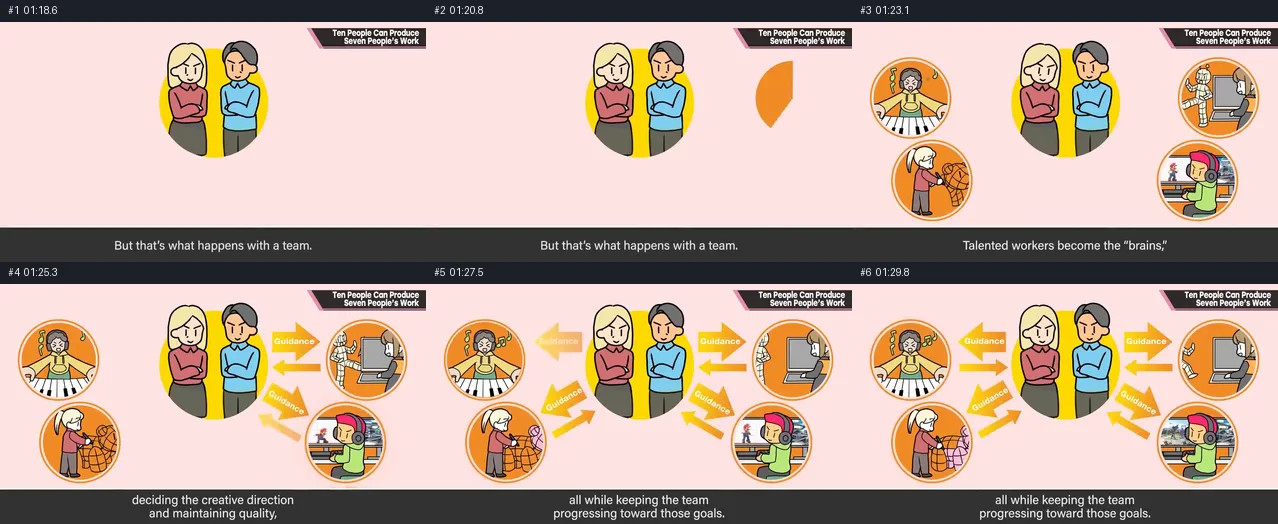 #1 01:18.6
Ten People Can Produce
Seven People's Work
But that's what happens with a team.
#2 01:20.8
Ten People Can Produce
Seven People's Work
But that's what happens with a team.
#3 01:23.1
Ten People Can Produce
Seven People's Work
Talented workers become the “brains,”
#4 01:25.3
Ten People Can Produce
Seven People's Work
Guidance
Guidance
deciding the creative direction
and maintaining quality,
#5 01:27.5
Ten People Can Produce
Seven People's Work
Guidance
Guidance
Guidance
Guidance
all while keeping the team
progressing toward those goals.
#6 01:29.8
Ten People Can Produce
Seven People's Work
Guidance
Guidance
Guidance
Guidance
all while keeping the team
progressing toward those goals.